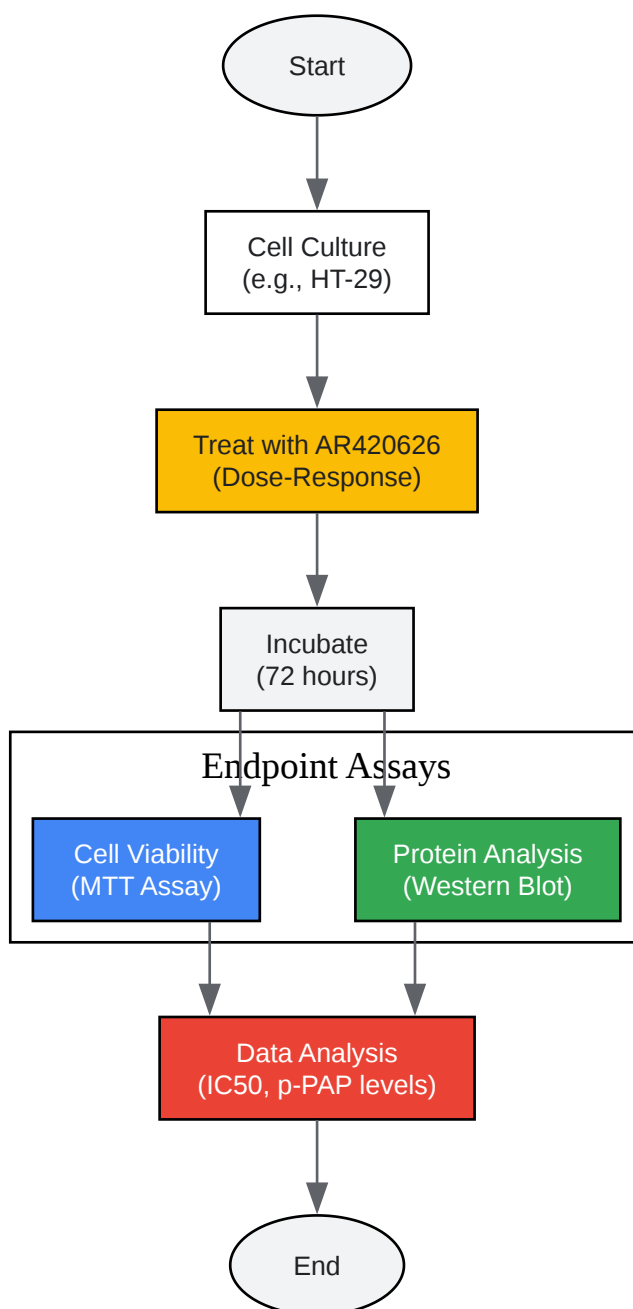 Start
Cell Culture
(e.g., HT-29)
Treat with AR420626
(Dose-Response)
Incubate
(72 hours)
Endpoint Assays
Cell Viability
(MTT Assay)
Protein Analysis
(Western Blot)
Data Analysis
(IC50, p-PAP levels)
End